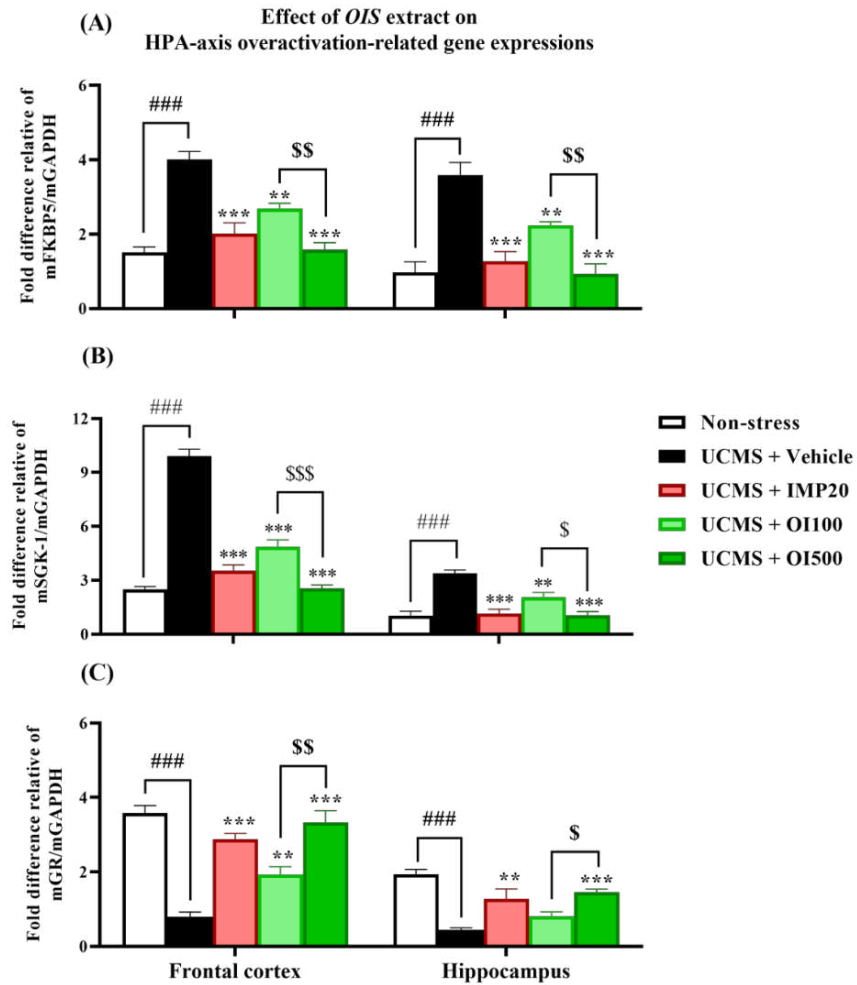 (A)
Effect of OIS extract on
HPA-axis overactivation-related gene expressions
Fold difference relative of
mFKBP5/mGAPDH
6
4
2
0
###
***
**
$$
***
###
***
**
$$
***
(B)
Fold difference relative of
mSGK-1/mGAPDH
12
9
6
3
0
###
***
***
$$$
***
###
***
**
$
***
Non-stress
UCMS + Vehicle
UCMS + IMP20
UCMS + OI100
UCMS + OI500
(C)
Fold difference relative of
mGR/mGAPDH
6
4
2
0
###
***
**
$$
***
###
**
$
***
Frontal cortex
Hippocampus